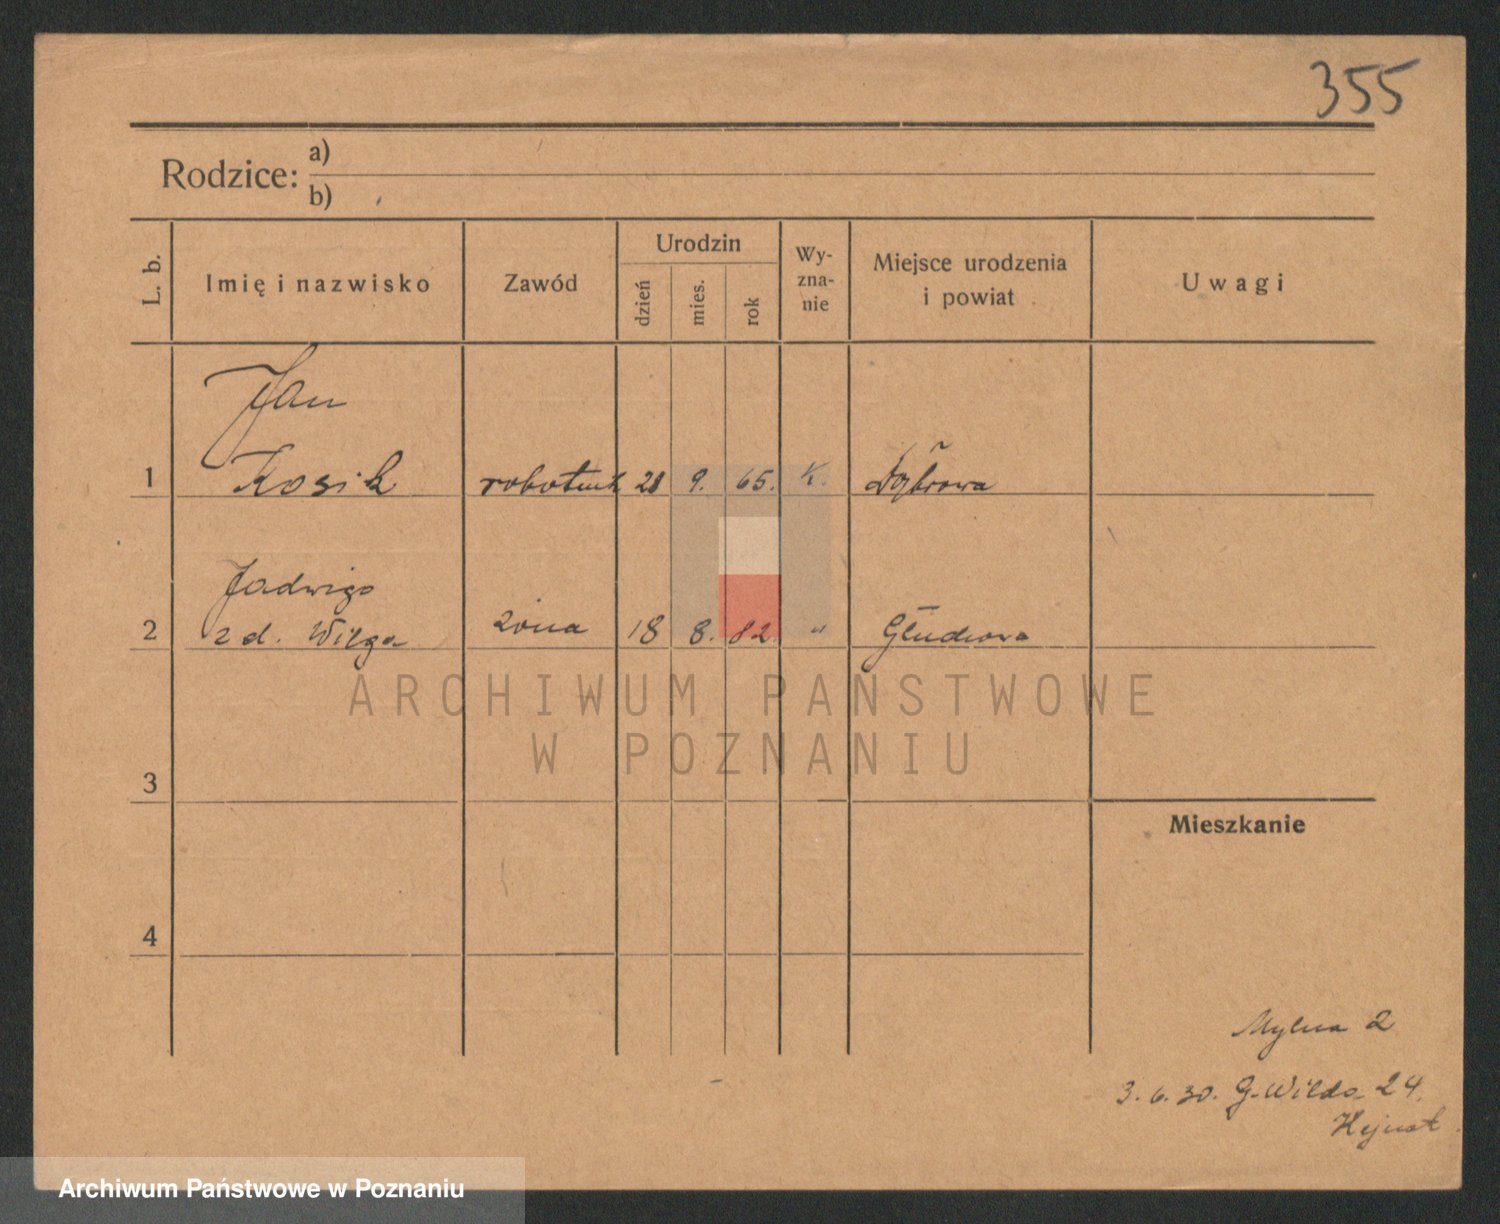 355
Rodzice: a)
b)
L. b.
Imię i nazwisko
Zawód
Urodzin
dzień
mies.
rok
Wy-
zna-
nie
Miejsce urodzenia
i powiat
Uwagi
Jan
1 Kosik robotnik 28 9. 65. K. Dąbrowa
Jadwiga
2 z d. Wilga żona 18 8. 82 " Głuchowa
ARCHIWUM PAŃSTWOWE
W POZNANIU
3
Mieszkanie
4
Mylna 2
3. 6. 30. G. Wilda 24.
Archiwum Państwowe w Poznaniu